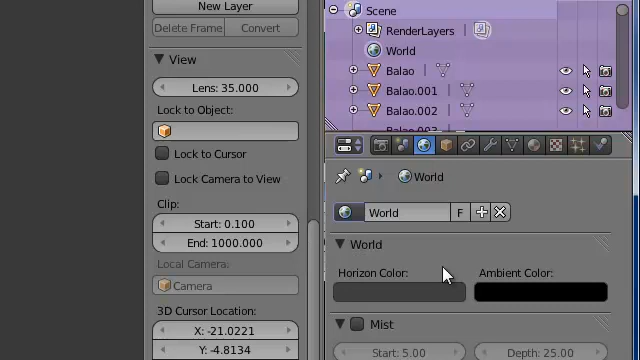 New Layer
Delete Frame Convert
View
Lens: 35.000
Lock to Object:
Lock to Cursor
Lock Camera to View
Clip:
Start: 0.100
End: 1000.000
Local Camera:
Camera
3D Cursor Location:
X: -21.0221
Y: -4.8134
Scene
RenderLayers
World
Balao
Balao.001
Balao.002
World
World F
World
Horizon Color: Ambient Color:
Mist
Start: 5.00 Depth: 25.00